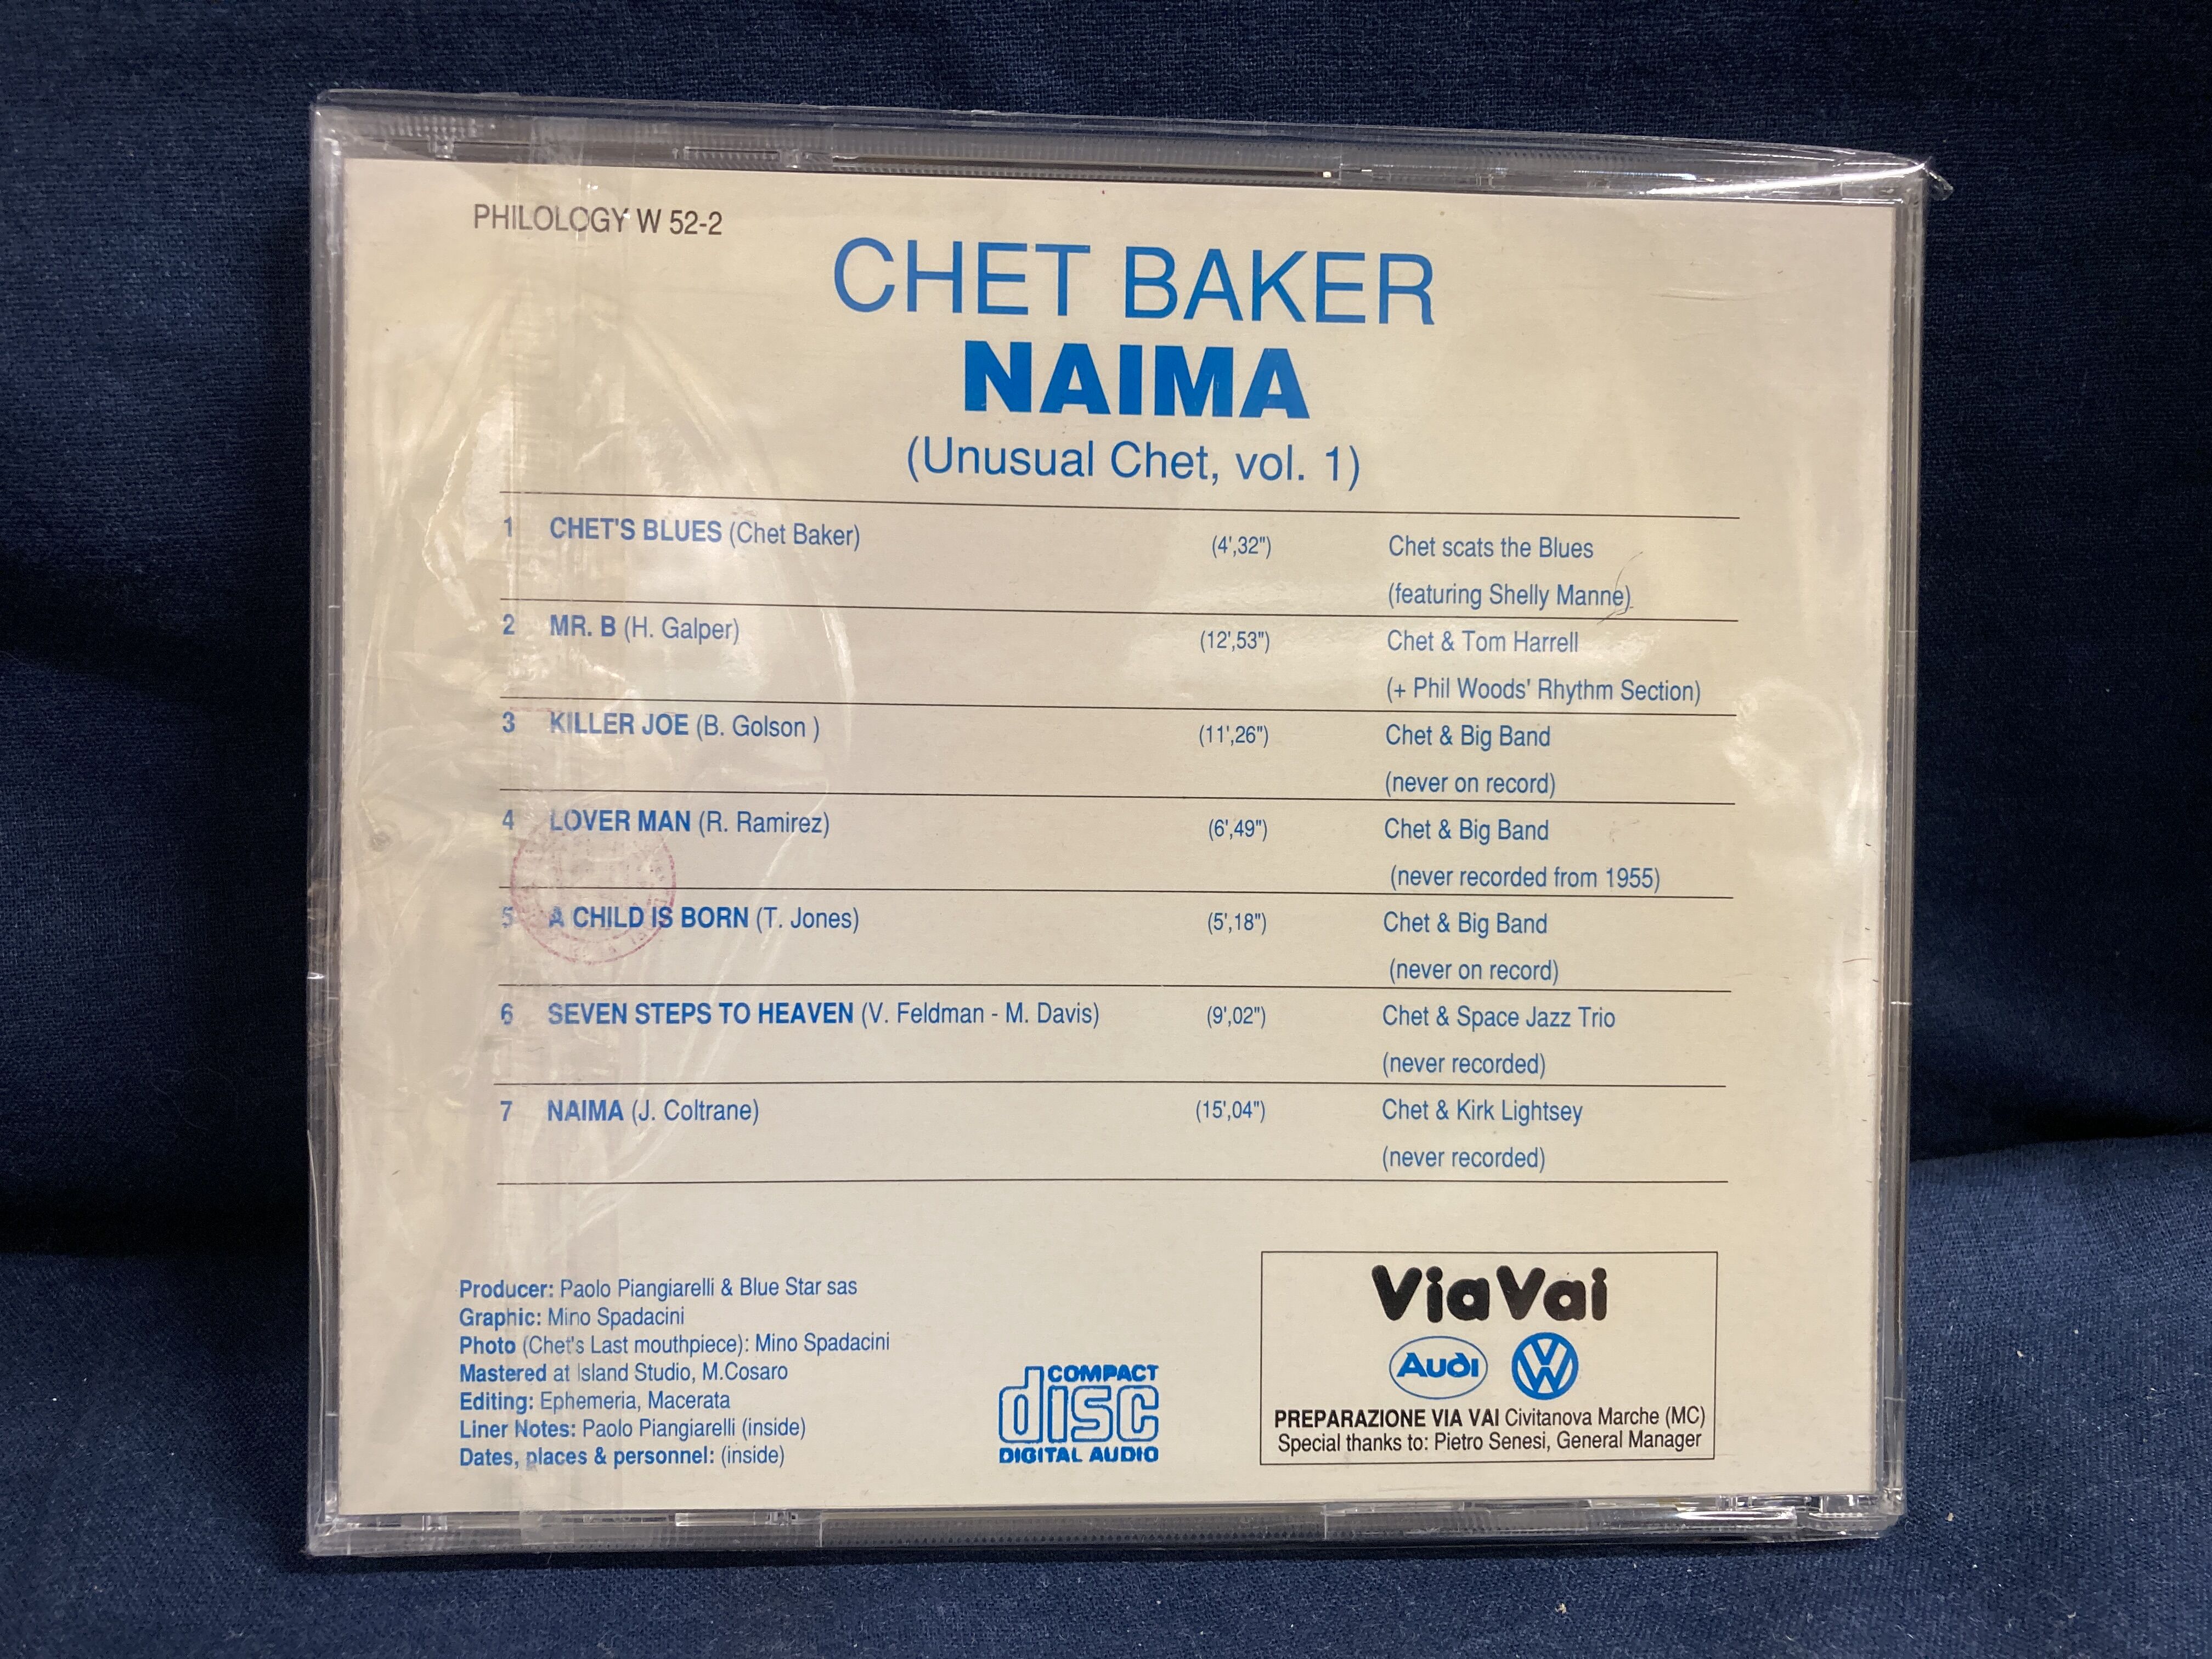 PHILOLOGY W 52-2
CHET BAKER
NAIMA
(Unusual Chet, vol. 1)
1 CHET'S BLUES (Chet Baker) (4',32") Chet scats the Blues
(featuring Shelly Manne)
2 MR. B (H. Galper) (12',53") Chet & Tom Harrell
(+ Phil Woods' Rhythm Section)
3 KILLER JOE (B. Golson ) (11',26") Chet & Big Band
(never on record)
4 LOVER MAN (R. Ramirez) (6',49") Chet & Big Band
(never recorded from 1955)
5 A CHILD IS BORN (T. Jones) (5',18") Chet & Big Band
(never on record)
6 SEVEN STEPS TO HEAVEN (V. Feldman - M. Davis) (9',02") Chet & Space Jazz Trio
(never recorded)
7 NAIMA (J. Coltrane) (15',04") Chet & Kirk Lightsey
(never recorded)
Producer: Paolo Piangiarelli & Blue Star sas
Graphic: Mino Spadacini
Photo (Chet's Last mouthpiece): Mino Spadacini
Mastered at Island Studio, M.Cosaro
Editing: Ephemeria, Macerata
Liner Notes: Paolo Piangiarelli (inside)
Dates, places & personnel: (inside)
COMPACT
disc
DIGITAL AUDIO
ViaVai
Audi VW
PREPARAZIONE VIA VAI Civitanova Marche (MC)
Special thanks to: Pietro Senesi, General Manager